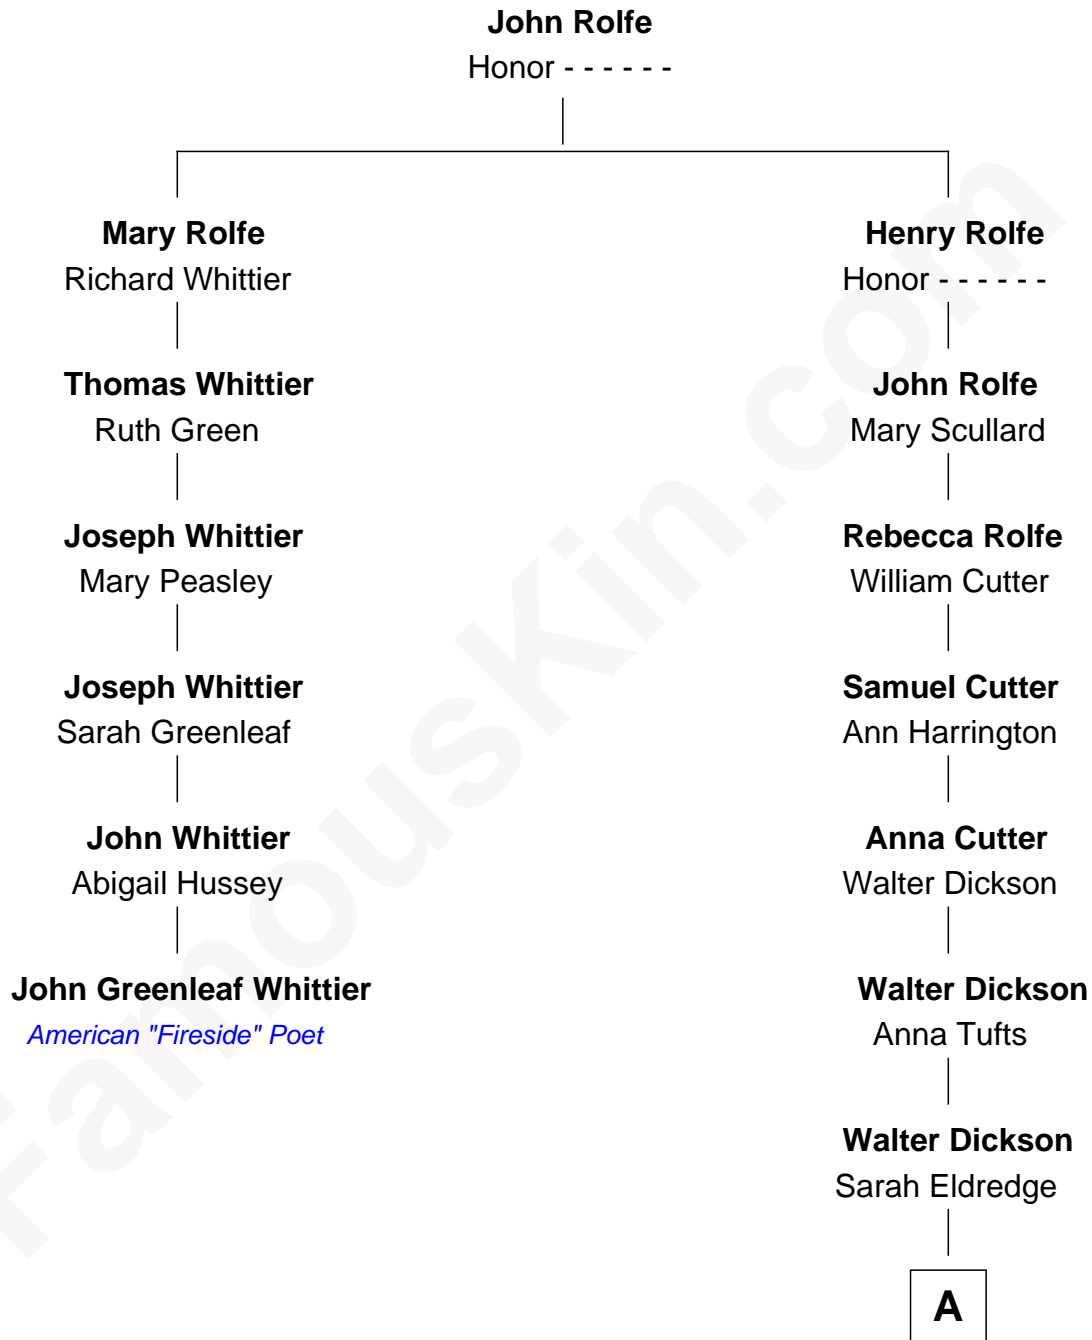 John Rolfe
Honor - - - - - -
Mary Rolfe
Richard Whittier
Thomas Whittier
Ruth Green
Joseph Whittier
Mary Peasley
Joseph Whittier
Sarah Greenleaf
John Whittier
Abigail Hussey
John Greenleaf Whittier
American "Fireside" Poet
Henry Rolfe
Honor - - - - - -
John Rolfe
Mary Scullard
Rebecca Rolfe
William Cutter
Samuel Cutter
Ann Harrington
Anna Cutter
Walter Dickson
Walter Dickson
Anna Tufts
Walter Dickson
Sarah Eldredge
A
FamousKin.com